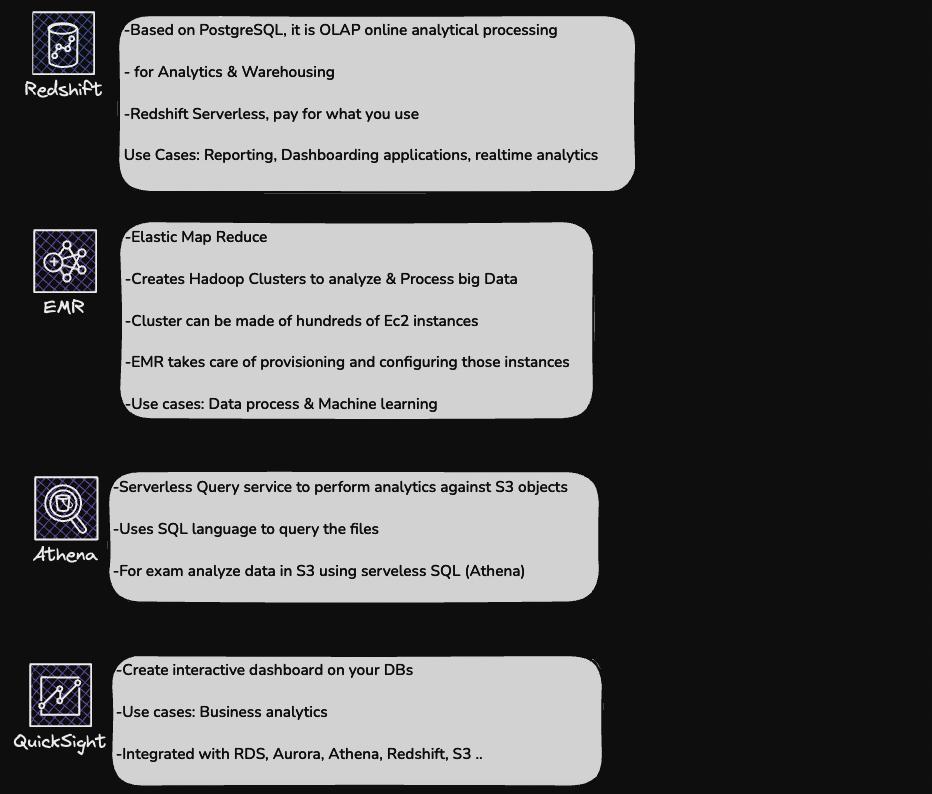 Redshift
-Based on PostgreSQL, it is OLAP online analytical processing
- for Analytics & Warehousing
-Redshift Serverless, pay for what you use
Use Cases: Reporting, Dashboarding applications, realtime analytics
EMR
-Elastic Map Reduce
-Creates Hadoop Clusters to analyze & Process big Data
-Cluster can be made of hundreds of Ec2 instances
-EMR takes care of provisioning and configuring those instances
-Use cases: Data process & Machine learning
Athena
-Serverless Query service to perform analytics against S3 objects
-Uses SQL language to query the files
-For exam analyze data in S3 using serveless SQL (Athena)
QuickSight
-Create interactive dashboard on your DBs
-Use cases: Business analytics
-Integrated with RDS, Aurora, Athena, Redshift, S3 ..